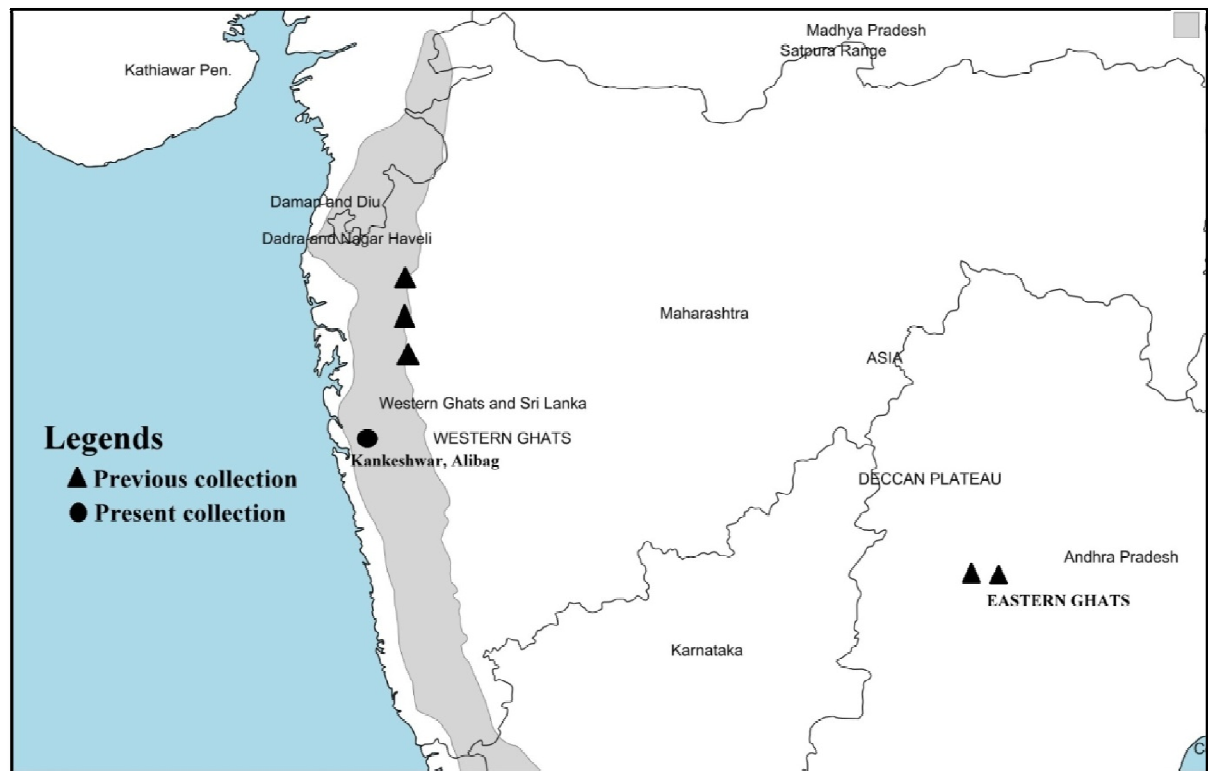 Madhya Pradesh
Satpura Range
Kathiawar Pen.
Daman and Diu
Dadra and Nagar Haveli
Maharashtra
ASIA
Western Ghats and Sri Lanka
WESTERN GHATS
Kankeshwar, Alibag
Legends
Previous collection
Present collection
DECCAN PLATEAU
Andhra Pradesh
EASTERN GHATS
Karnataka
C